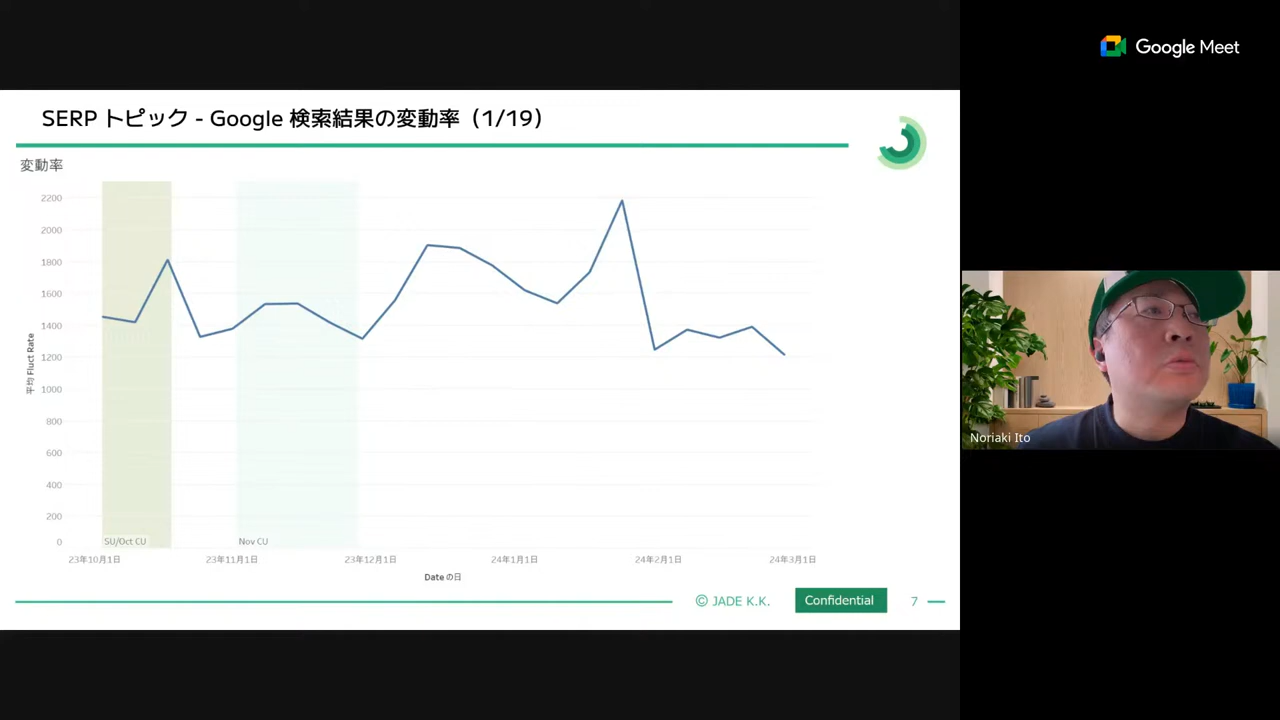 Google Meet
SERP トピック - Google 検索結果の変動率（1/19）
変動率
2200
2000
1800
1600
1400
1200
1000
800
600
400
200
0
平均 Fluct Rate
SU/Oct CU
Nov CU
23年10月1日
23年11月1日
23年12月1日
24年1月1日
24年2月1日
24年3月1日
Date の日
© JADE K.K.
Confidential
7
Noriaki Ito